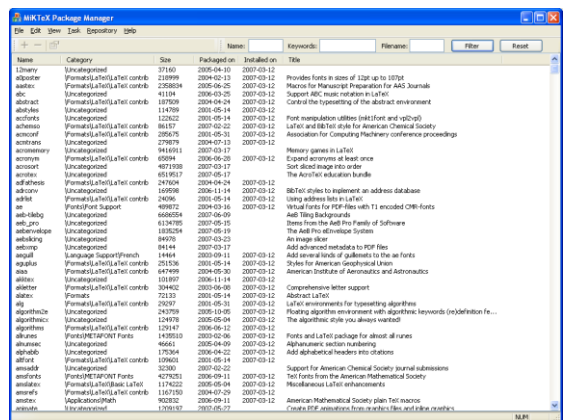 MiKTeX Package Manager
File Edit View Task Repository Help
Name: Keywords: Filename: Filter Reset
Name Category Size Packaged on Installed on Title
12many \Uncategorized 37160 2005-04-10 2007-03-12
a0poster \Formats\LaTeX\LaTeX contrib 218999 2004-02-13 2007-03-12 Provides fonts in sizes of 12pt up to 107pt
aastex \Formats\LaTeX\LaTeX contrib 2358834 2005-06-25 2007-03-12 Macros for Manuscript Preparation for AAS Journals
abc \Uncategorized 41104 2006-03-25 2007-03-12 Support ABC music notation in LaTeX
abstract \Formats\LaTeX\LaTeX contrib 187509 2004-04-24 2007-03-12 Control the typesetting of the abstract environment
abstyles \Uncategorized 114789 2001-05-14 2007-03-12
accfonts \Uncategorized 122622 2001-05-14 2007-03-12 Font manipulation utilities (mkt1font and vpl2vpl)
achemso \Formats\LaTeX\LaTeX contrib 86157 2007-02-22 2007-03-12 LaTeX and BibTeX style for American Chemical Society
acmconf \Formats\LaTeX\LaTeX contrib 285675 2001-05-31 2007-03-12 Association for Computing Machinery conference proceedings
acmtrans \Uncategorized 279879 2004-07-13 2007-03-12
acromemory \Uncategorized 9416911 2007-03-17 Memory games in LaTeX
acronym \Formats\LaTeX\LaTeX contrib 65894 2006-06-28 2007-03-12 Expand acronyms at least once
acrosort \Uncategorized 4871938 2007-03-17 Sort sliced image into order
acrotex \Uncategorized 6519517 2007-05-17 The AcroTeX education bundle
adfathesis \Formats\LaTeX\LaTeX contrib 247604 2004-04-24 2007-03-12
adrconv \Uncategorized 169598 2006-11-14 2007-03-12 BibTeX styles to implement an address database
adrlist \Formats\LaTeX\LaTeX contrib 24096 2001-05-14 2007-03-12 Using address lists in LaTeX
ae \Fonts\Font Support 489872 2004-03-16 2007-03-12 Virtual fonts for PDF-files with T1 encoded CMR-fonts
aeb-tilebg \Uncategorized 6686554 2007-06-09 AeB Tiling Backgrounds
aeb_pro \Uncategorized 6134785 2007-05-15 Items from the AeB Pro Family of Software
aebenvelope \Uncategorized 1835254 2007-05-19 The AeB Pro eEnvelope System
aebslicing \Uncategorized 84978 2007-03-23 An image slicer
aebxmp \Uncategorized 84144 2007-03-17 Add advanced metadata to PDF files
aeguill \Language Support\French 14464 2003-09-11 2007-03-12 Add several kinds of guillemets to the ae fonts
aguplus \Formats\LaTeX\LaTeX contrib 251536 2001-05-14 2007-03-12 Styles for American Geophysical Union
aiaa \Formats\LaTeX\LaTeX contrib 647499 2004-05-30 2007-03-12 American Institute of Aeronautics and Astronautics
akktex \Uncategorized 101897 2006-11-14 2007-03-12
akletter \Formats\LaTeX\LaTeX contrib 304402 2003-06-08 2007-03-12 Comprehensive letter support
alatex \Formats 72133 2001-05-14 2007-03-12 Abstract LaTeX
alg \Formats\LaTeX\LaTeX contrib 29297 2001-05-31 2007-03-12 LaTeX environments for typesetting algorithms
algorithm2e \Formats\LaTeX\LaTeX contrib 243759 2005-10-05 2007-03-12 Floating algorithm environment with algorithmic keywords (re)definition fe...
algorithmicx \Formats\LaTeX\LaTeX contrib 124978 2005-05-04 2007-03-12 The algorithmic style you always wanted!
algorithms \Formats\LaTeX\LaTeX contrib 129147 2006-06-12 2007-03-12
allrunes \Fonts\METAFONT Fonts 1435510 2003-02-06 2007-03-12 Fonts and LaTeX package for almost all runes
alnumsec \Uncategorized 46661 2005-04-09 2007-03-12 Alphanumeric section numbering
alphabib \Uncategorized 175364 2006-04-22 2007-03-12 Add alphabetical headers into citations
altfont \Formats\LaTeX\LaTeX contrib 109601 2001-05-14 2007-03-12
amsaddr \Uncategorized 32300 2007-02-22 2007-03-12 Support for American Chemical Society journal submissions
amsfonts \Fonts\METAFONT Fonts 4279251 2006-09-11 2007-03-12 TeX fonts from the American Mathematical Society
amslatex \Formats\LaTeX\Basic LaTeX 1174222 2005-05-04 2007-03-12 Miscellaneous LaTeX enhancements
amsrefs \Formats\LaTeX\LaTeX contrib 1167150 2004-07-29 2007-03-12
amstex \Applications\Math 902832 2006-09-11 2007-03-12 American Mathematical Society plain TeX macros
animate \Uncategorized 1209197 2007-05-27 Create PDF animations from graphics files and inline graphics
NUM